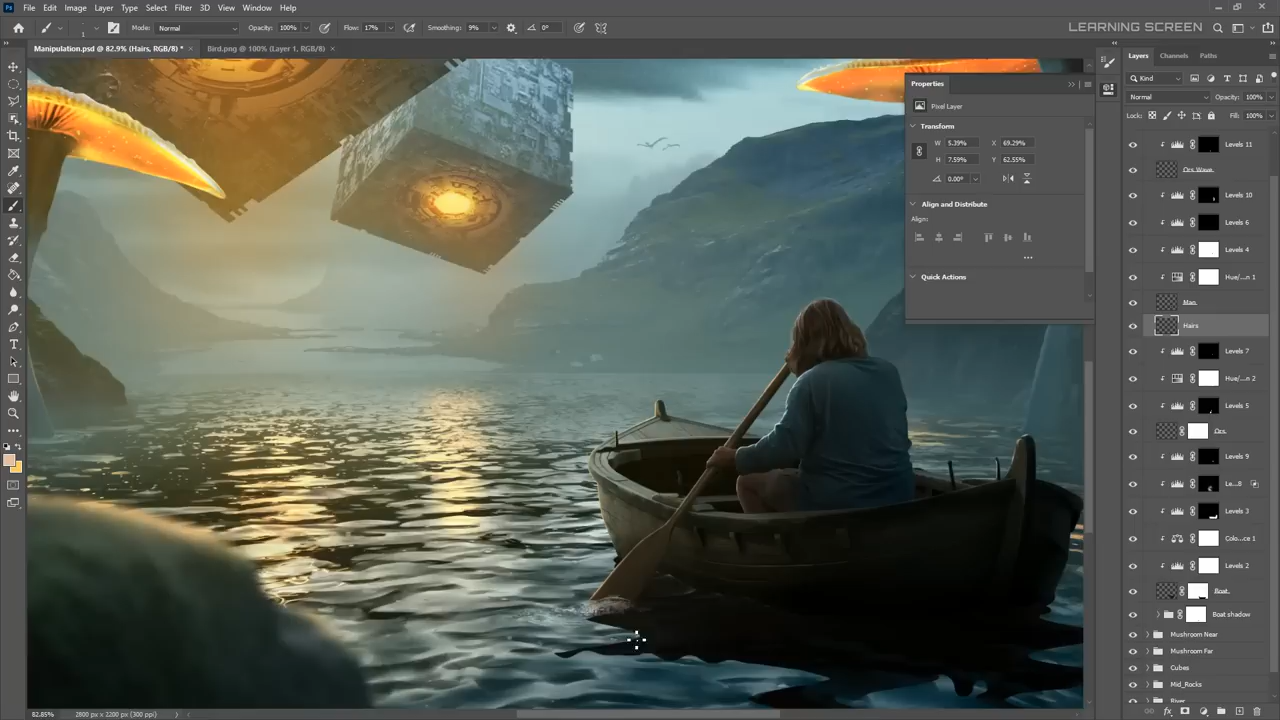 Ps File Edit Image Layer Type Select Filter 3D View Window Help
Mode: Normal Opacity: 100% Flow: 17% Smoothing: 9% 0° LEARNING SCREEN
Manipulation.psd @ 82.9% (Hairs, RGB/8) * × Bird.png @ 100% (Layer 1, RGB/8) ×
Properties
Pixel Layer
Transform
W 5.39% X 69.29%
H 7.59% Y 62.55%
0.00°
Align and Distribute
Align:
Quick Actions
Layers Channels Paths
Kind
Normal Opacity: 100%
Lock: Fill: 100%
Levels 11
Ors Wave
Levels 10
Levels 6
Levels 4
Hue/...n 1
Man
Hairs
Levels 7
Hue/...n 2
Levels 5
Ors
Levels 9
Le...8
Levels 3
Colo...ce 1
Levels 2
Boat
Boat shadow
Mushroom Near
Mushroom Far
Cubes
Mid_Rocks
River
82.85% 2800 px x 2200 px (300 ppi)